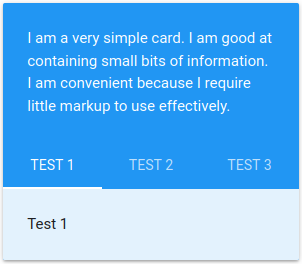 I am a very simple card. I am good at
containing small bits of information.
I am convenient because I require
little markup to use effectively.
TEST 1 TEST 2 TEST 3
Test 1